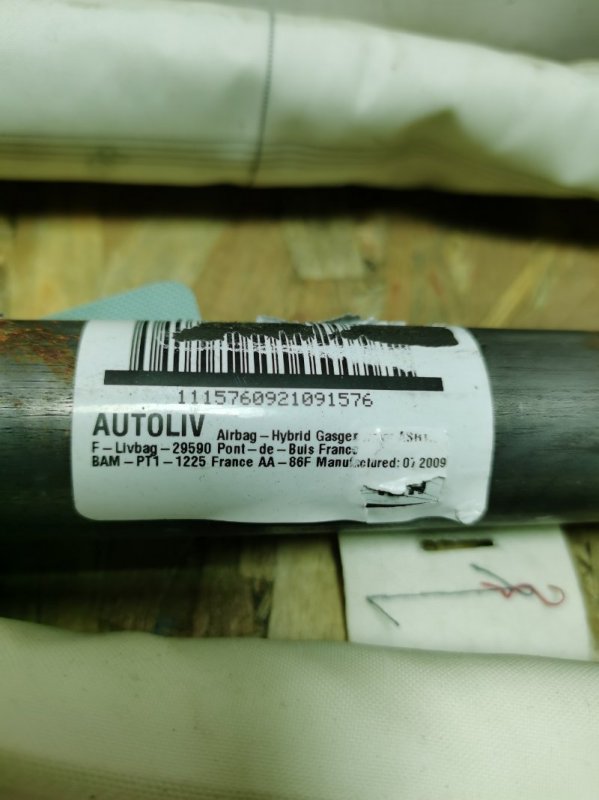 1115760921091576
AUTOLIV Airbag-Hybrid
F-Livbag-29590 Pont-de-Buis France
BAM-PT1-1225 France AA-86F Manufactured: 07 2009